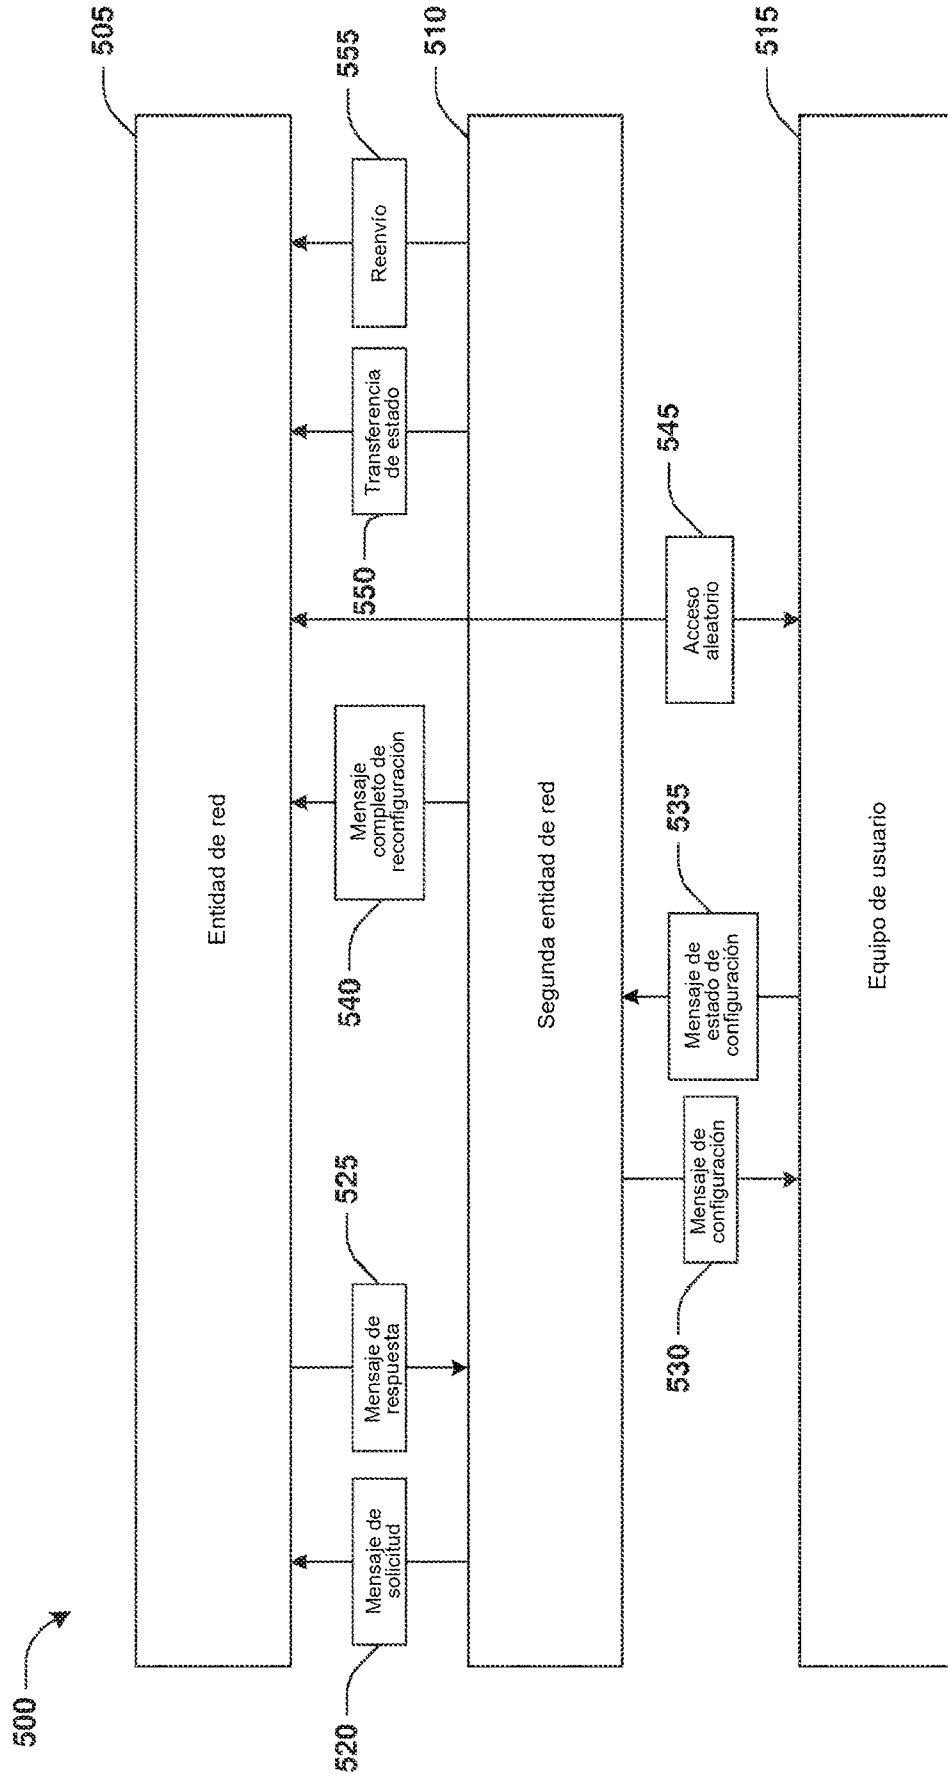 500
505
Entidad de red
520
Mensaje de
solicitud
Mensaje de
respuesta
525
540
Mensaje
completo de
reconfiguración
550
Transferencia
de estado
Reenvío
555
510
Segunda entidad de red
530
Mensaje de
configuración
Mensaje de
estado de
configuración
535
Acceso
aleatorio
545
515
Equipo de usuario